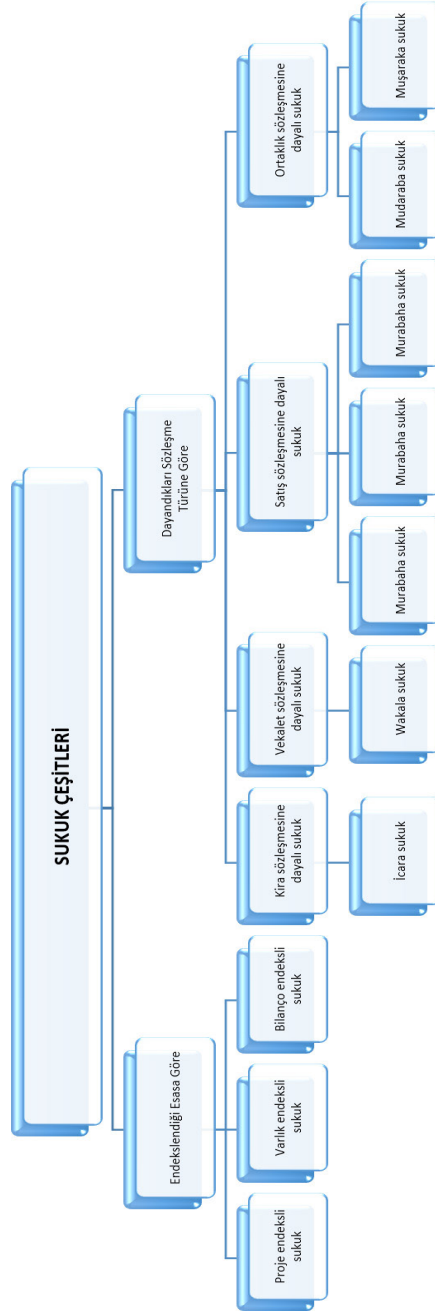 SUKUK ÇEŞİTLERİ
Endekslendiği Esasa Göre
Dayandıkları Sözleşme
Türüne Göre
Proje endeksli
sukuk
Varlık endeksli
sukuk
Bilanço endeksli
sukuk
Kira sözleşmesine
dayalı sukuk
Vekalet sözleşmesine
dayalı sukuk
Satış sözleşmesine dayalı
sukuk
Ortaklık sözleşmesine
dayalı sukuk
İcara sukuk
Wakala sukuk
Murabaha sukuk
Murabaha sukuk
Murabaha sukuk
Mudaraba sukuk
Muşaraka sukuk